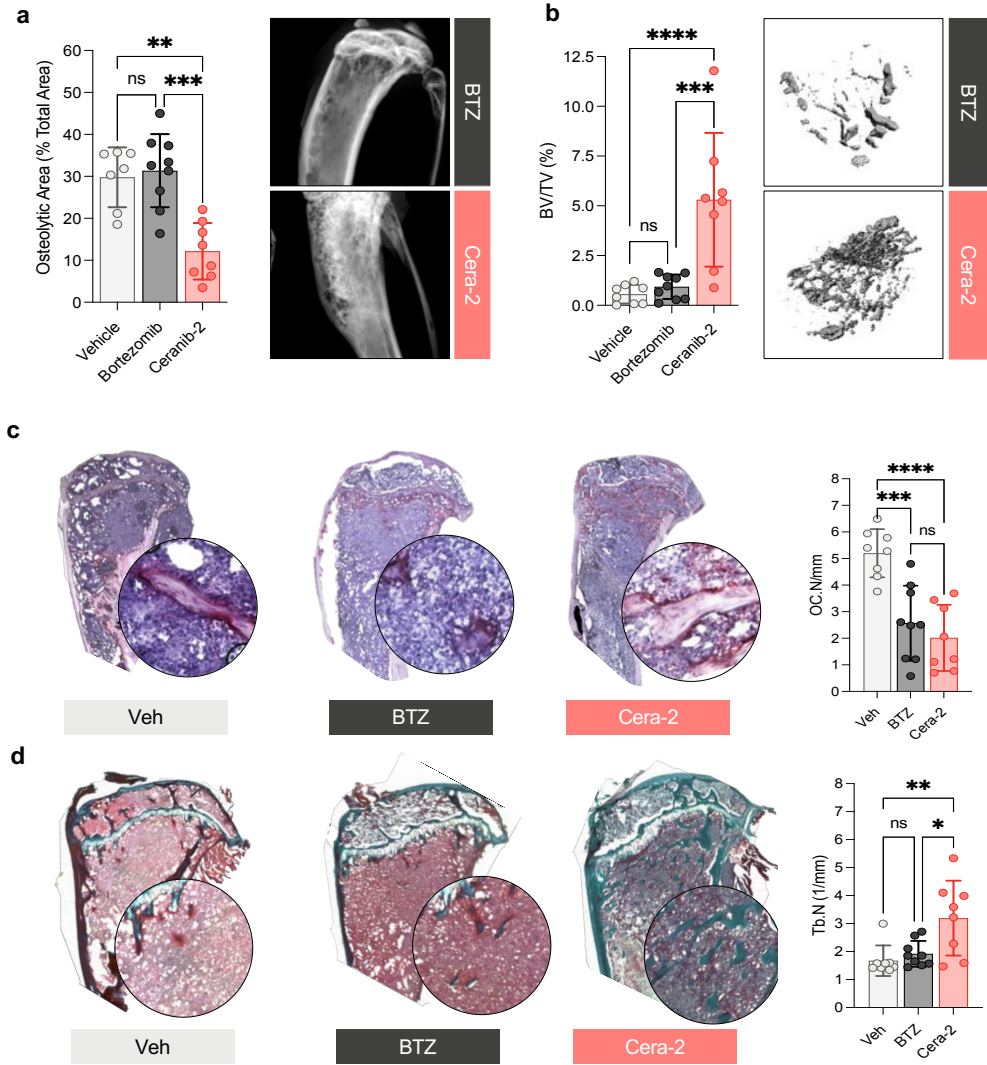 a
Osteolytic Area (% Total Area)
60
50
40
30
20
10
0
**
ns
***
Vehicle
Bortezomib
Ceranib-2
BTZ
Cera-2
b
BV/TV (%)
12.5
10.0
7.5
5.0
2.5
0.0
****
***
ns
Vehicle
Bortezomib
Ceranib-2
BTZ
Cera-2
c
Veh
BTZ
Cera-2
OC.N/mm
7
6
5
4
3
2
1
0
****
***
ns
Veh
BTZ
Cera-2
d
Veh
BTZ
Cera-2
Tb.N (1/mm)
8
7
6
5
4
3
2
1
0
**
ns
*
Veh
BTZ
Cera-2